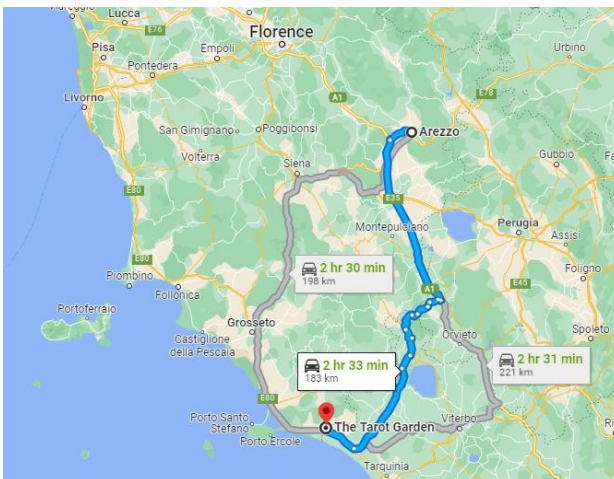 Viareggio
Lucca
E76
Florence
Pisa
Empoli
Pontedera
Urbino
Livorno
A1
Arezzo
E78
San Gimignano
Poggibonsi
Volterra
Gubbio
Siena
E80
E35
Montepulciano
Perugia
Assisi
2 hr 30 min
198 km
E45
Foligno
E80
Piombino
Follonica
A1
Portoferraio
Grosseto
Orvieto
Spoleto
Castiglione
della Pescaia
2 hr 33 min
183 km
2 hr 31 min
221 km
E80
Porto Santo
Stefano
The Tarot Garden
Viterbo
Porto Ercole
Tarquinia